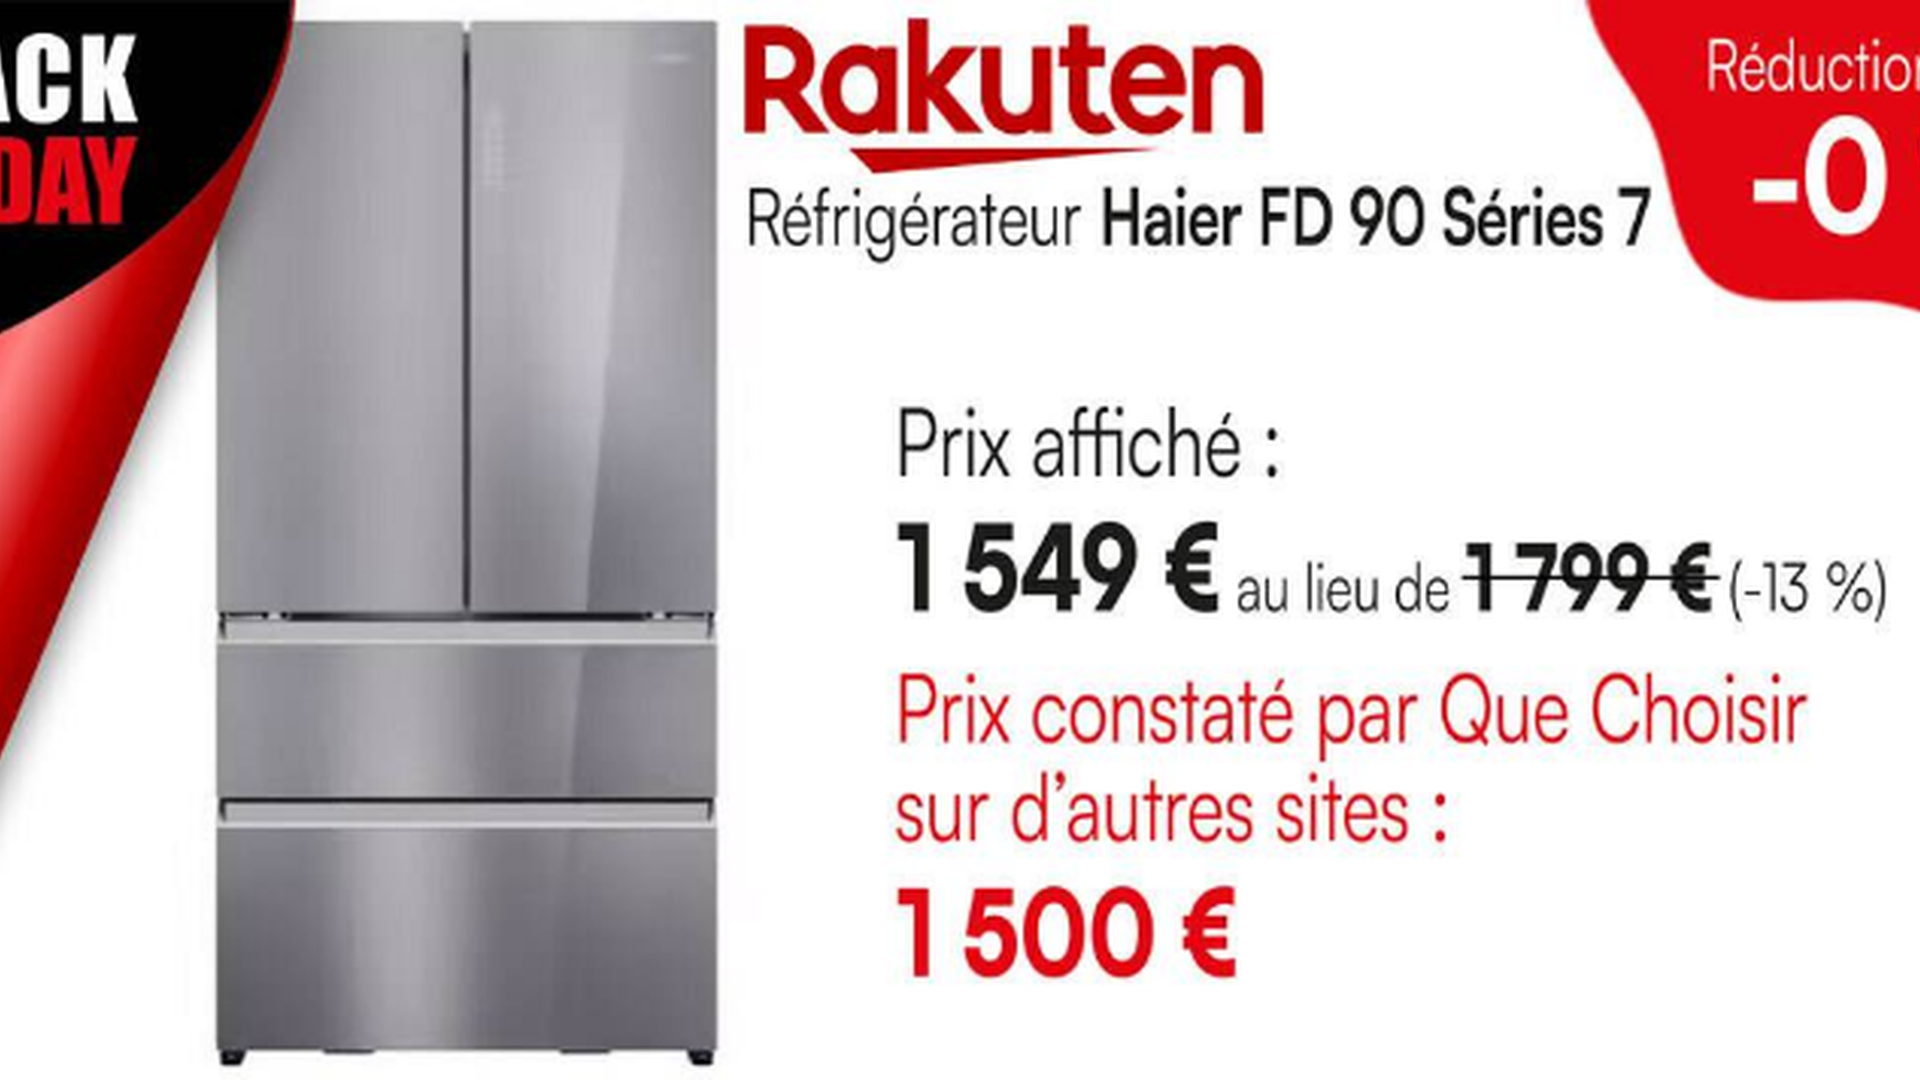 ACK
DAY
Rakuten
Réfrigérateur Haier FD 90 Séries 7
Réduction
-0
Prix affiché :
1 549 € au lieu de 1 799 € (-13 %)
Prix constaté par Que Choisir
sur d’autres sites :
1 500 €